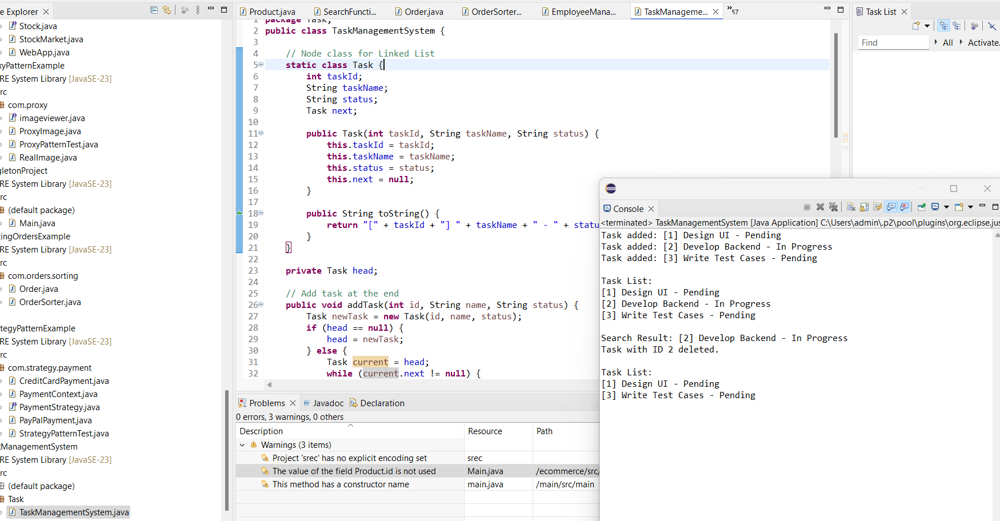 e Explorer
Stock.java
StockMarket.java
WebApp.java
xyPatternExample
RE System Library [JavaSE-23]
rc
com.proxy
imageviewer.java
ProxyImage.java
ProxyPatternTest.java
RealImage.java
gletonProject
RE System Library [JavaSE-23]
rc
(default package)
Main.java
tingOrdersExample
RE System Library [JavaSE-23]
rc
com.orders.sorting
Order.java
OrderSorter.java
tegyPatternExample
RE System Library [JavaSE-23]
rc
com.strategy.payment
CreditCardPayment.java
PaymentContext.java
PaymentStrategy.java
PayPalPayment.java
StrategyPatternTest.java
kManagementSystem
RE System Library [JavaSE-23]
rc
(default package)
Task
TaskManagementSystem.java
Product.java SearchFuncti... Order.java OrderSorter... EmployeeMana... TaskManageme... »57
package Task;
2 public class TaskManagementSystem {
3
4 // Node class for Linked List
5 static class Task {
6 int taskId;
7 String taskName;
8 String status;
9 Task next;
10
11 public Task(int taskId, String taskName, String status) {
12 this.taskId = taskId;
13 this.taskName = taskName;
14 this.status = status;
15 this.next = null;
16 }
17
18 public String toString() {
19 return "[" + taskId + "] " + taskName + " - " + statu
20 }
21 }
22
23 private Task head;
24
25 // Add task at the end
26 public void addTask(int id, String name, String status) {
27 Task newTask = new Task(id, name, status);
28 if (head == null) {
29 head = newTask;
30 } else {
31 Task current = head;
32 while (current.next != null) {
Task List
Find All Activate.
Console
<terminated> TaskManagementSystem [Java Application] C:\Users\admin\.p2\pool\plugins\org.eclipse.jus
Task added: [1] Design UI - Pending
Task added: [2] Develop Backend - In Progress
Task added: [3] Write Test Cases - Pending
Task List:
[1] Design UI - Pending
[2] Develop Backend - In Progress
[3] Write Test Cases - Pending
Search Result: [2] Develop Backend - In Progress
Task with ID 2 deleted.
Task List:
[1] Design UI - Pending
[3] Write Test Cases - Pending
Problems @ Javadoc Declaration
0 errors, 3 warnings, 0 others
Description Resource Path
Warnings (3 items)
Project 'srec' has no explicit encoding set srec
The value of the field Product.id is not used Main.java /ecommerce/src/
This method has a constructor name main.java /main/src/main